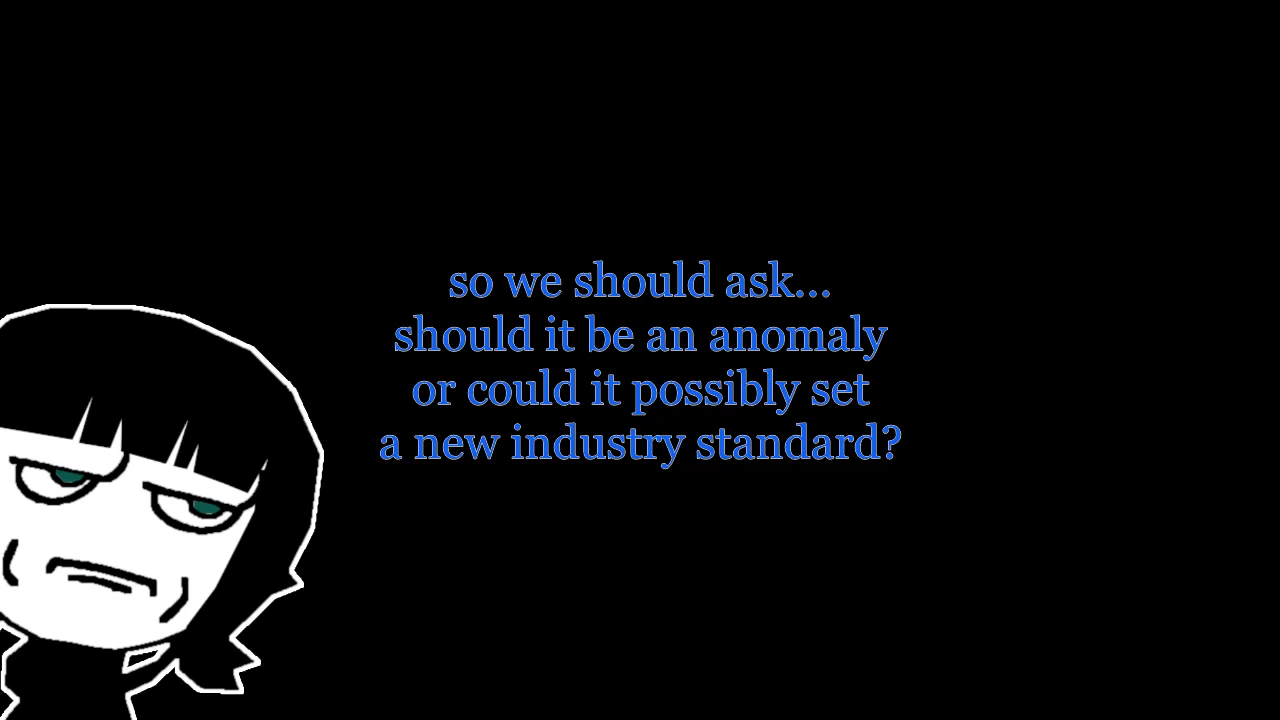 so we should ask...
should it be an anomaly
or could it possibly set
a new industry standard?